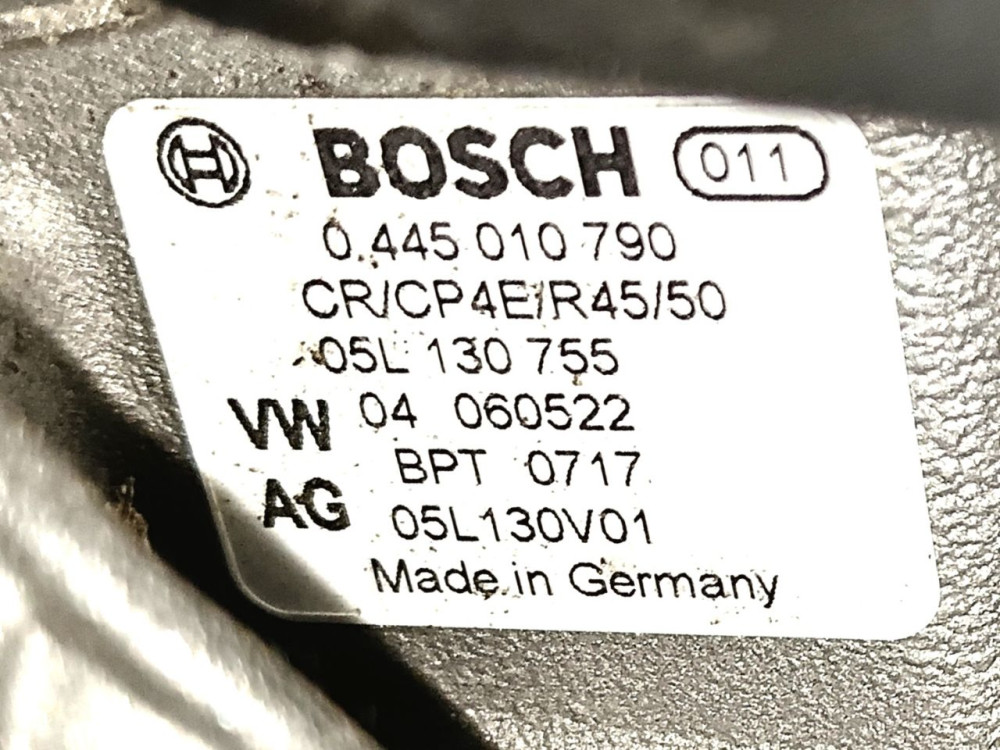 BOSCH 011
0 445 010 790
CR/CP4E/R45/50
05L 130 755
VW 04 060522
BPT 0717
AG 05L130V01
Made in Germany